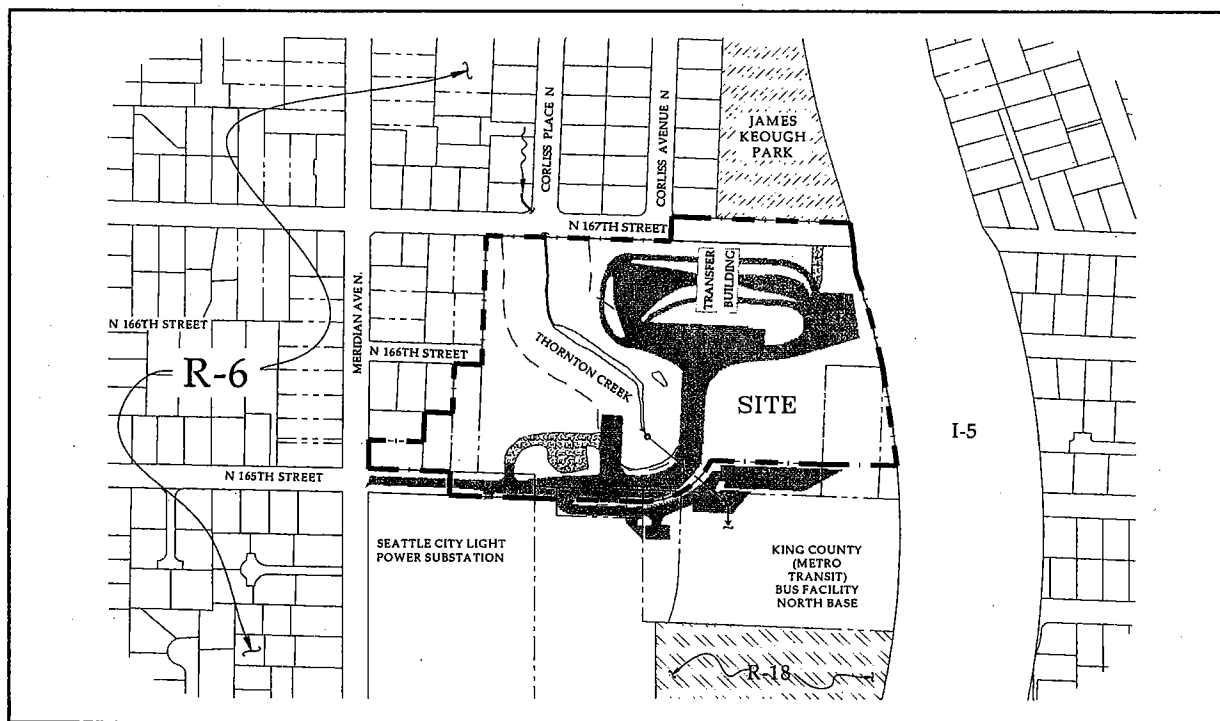 CORLISS PLACE N
CORLISS AVENUE N
JAMES
KEOUGH
PARK
N 167TH STREET
TRANSFER
BUILDING
MERIDIAN AVE N.
N 166TH STREET
N 166TH STREET
R-6
THORNTON CREEK
SITE
I-5
N 165TH STREET
SEATTLE CITY LIGHT
POWER SUBSTATION
KING COUNTY
(METRO
TRANSIT)
BUS FACILITY
NORTH BASE
R-18